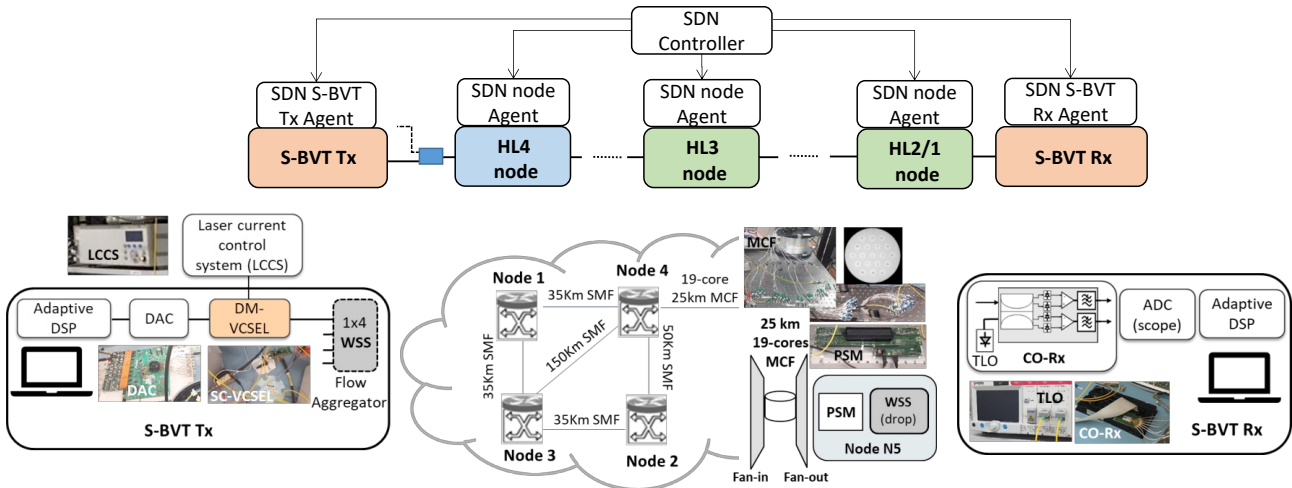 SDN
Controller
SDN S-BVT
Tx Agent
SDN node
Agent
SDN node
Agent
SDN node
Agent
SDN S-BVT
Rx Agent
S-BVT Tx
HL4
node
HL3
node
HL2/1
node
S-BVT Rx
LCCS
Laser current
control
system (LCCS)
Adaptive
DSP
DAC
DM-
VCSEL
1x4
WSS
DAC
SC-VCSEL
Flow
Aggregator
S-BVT Tx
Node 1
Node 4
35Km SMF
19-core
25km MCF
35Km SMF
150Km SMF
50Km SMF
35Km SMF
Node 3
Node 2
MCF
25 km
19-cores
MCF
PSM
PSM
WSS
(drop)
Node N5
Fan-in
Fan-out
TLO
CO-Rx
ADC
(scope)
Adaptive
DSP
TLO
CO-Rx
S-BVT Rx